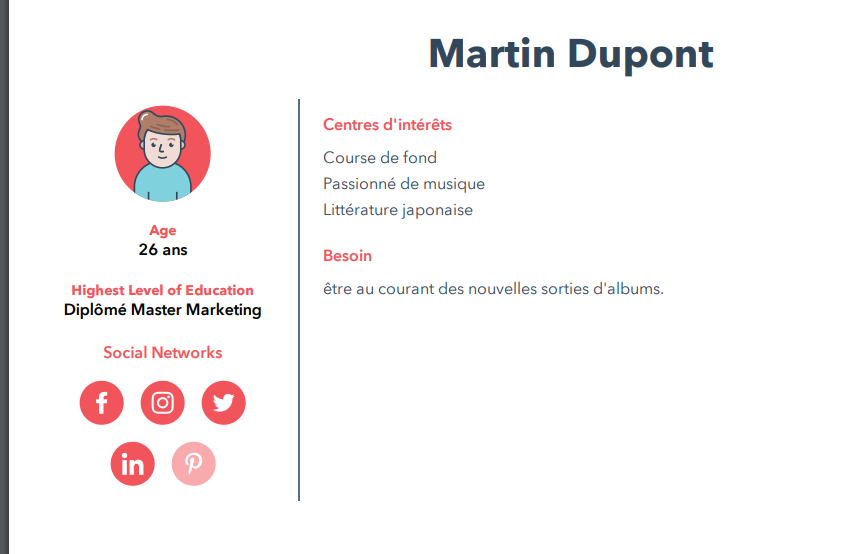 Martin Dupont
Age
26 ans
Highest Level of Education
Diplômé Master Marketing
Social Networks
Centres d'intérêts
Course de fond
Passionné de musique
Littérature japonaise
Besoin
être au courant des nouvelles sorties d'albums.